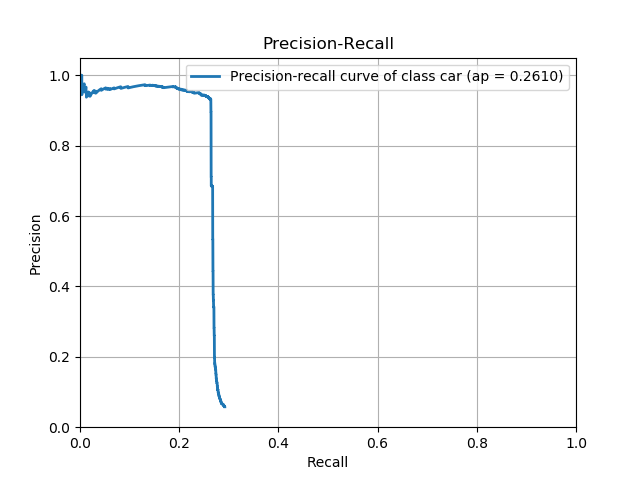 Precision-Recall
Precision-recall curve of class car (ap = 0.2610)
1.0
0.8
0.6
0.4
0.2
0.0
Precision
0.0 0.2 0.4 0.6 0.8 1.0
Recall